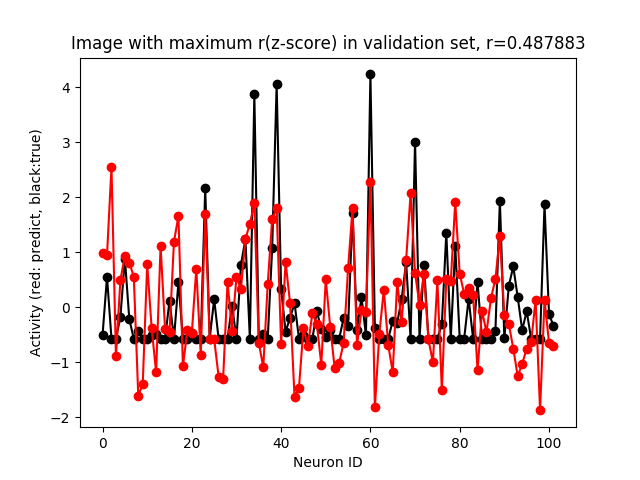 Image with maximum r(z-score) in validation set, r=0.487883
Activity (red: predict, black:true)
4
3
2
1
0
−1
−2
0 20 40 60 80 100
Neuron ID